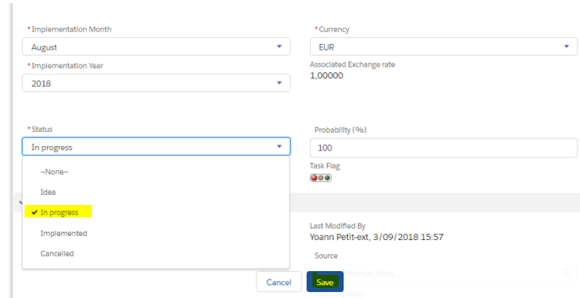 *Implementation Month
August
*Implementation Year
2018
*Currency
EUR
Associated Exchange rate
1,00000
*Status
In progress
--None--
Idea
In progress
Implemented
Cancelled
Probability (%)
100
Task Flag
Last Modified By
Yoann Petit-ext, 3/09/2018 15:57
Source
Cancel
Save